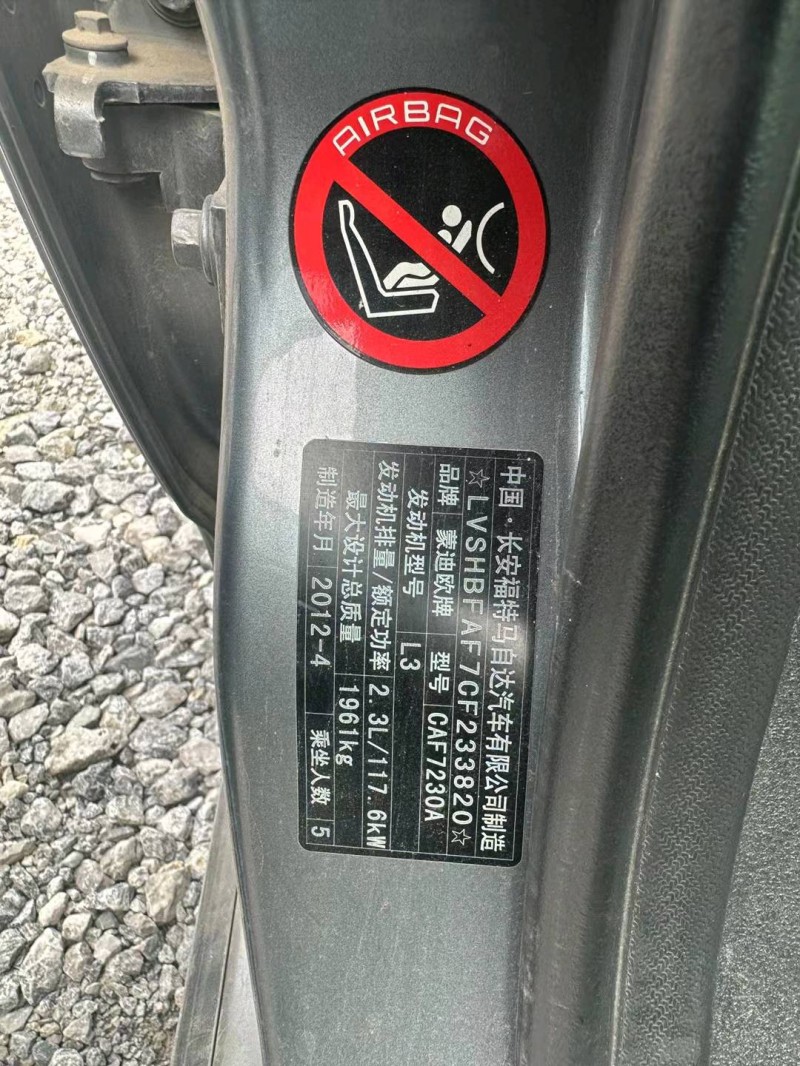 AIRBAG
中国·长安福特马自达汽车有限公司制造
☆LVSHBFAF7CF233820☆
品牌 蒙迪欧牌 型号 CAF7230A
发动机型号 L3
发动机排量/额定功率 2.3L/117.6kW
最大设计总质量 1961kg
制造年月 2012-4 乘坐人数 5